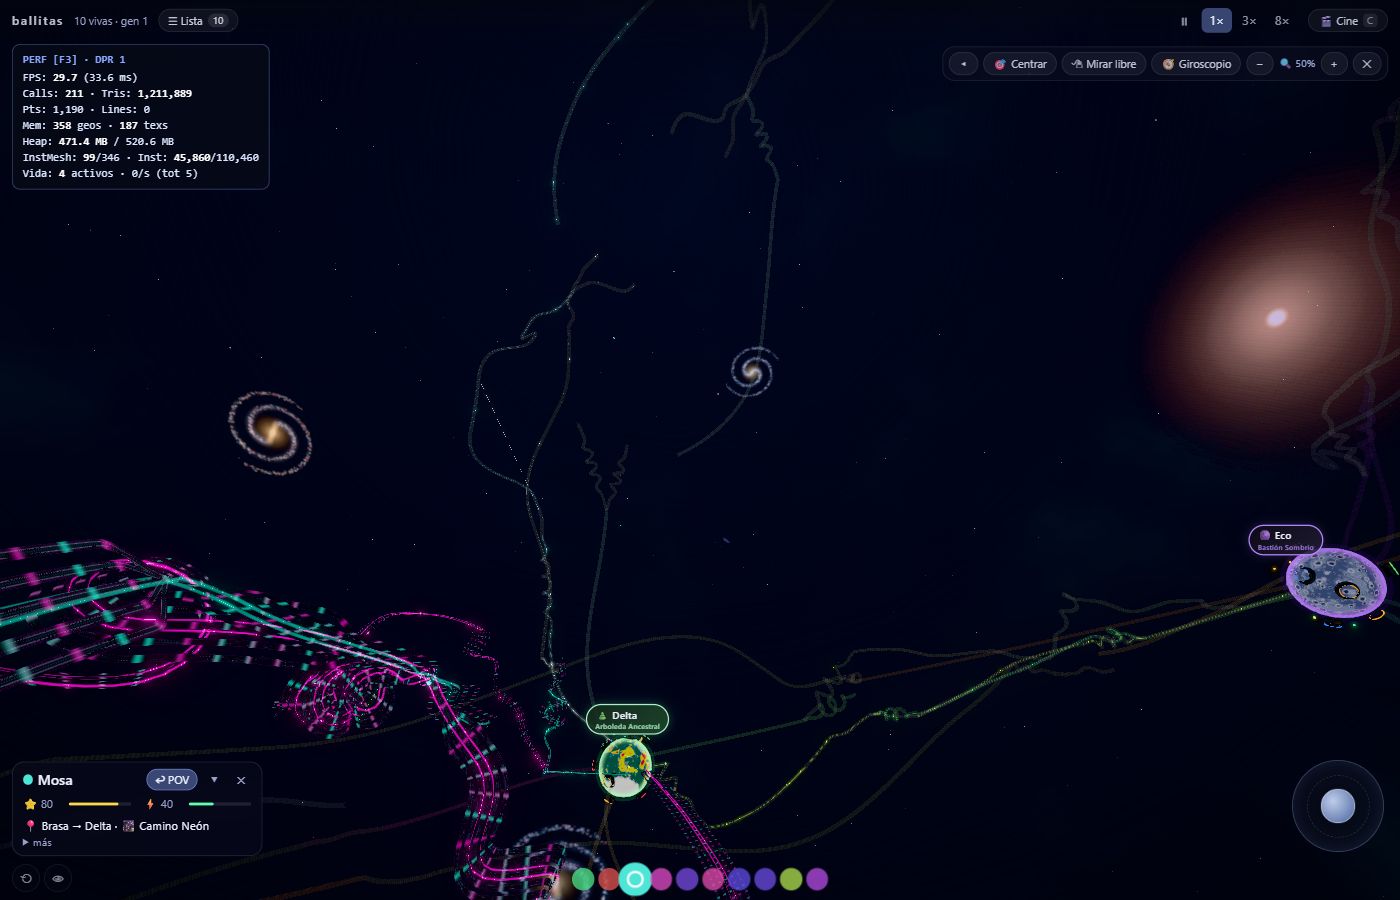 ballitas 10 vivas · gen 1 ☰ Lista 10
1× 3× 8× Cine C
PERF [F3] · DPR 1
FPS: 29.7 (33.6 ms)
Calls: 211 · Tris: 1,211,889
Pts: 1,190 · Lines: 0
Mem: 358 geos · 187 texs
Heap: 471.4 MB / 520.6 MB
InstMesh: 99/346 · Inst: 45,860/110,460
Vida: 4 activos · 0/s (tot 5)
Centrar Mirar libre Giroscopio − 50% +
Eco
Bastión Sombrío
Delta
Arboleda Ancestral
Mosa POV
80 40
Brasa → Delta · Camino Neón
más